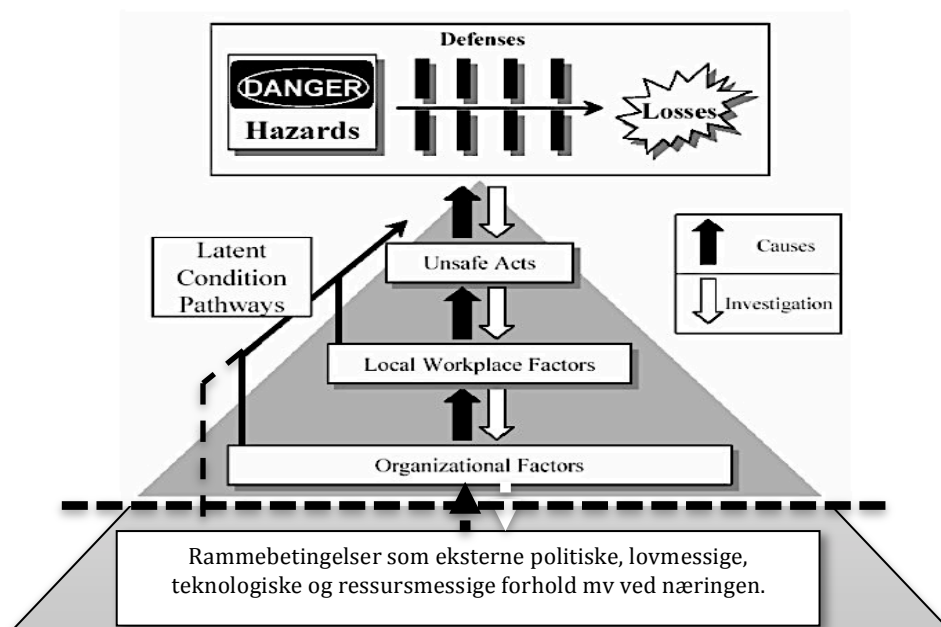 Defenses
DANGER
Hazards
Losses
Latent
Condition
Pathways
Unsafe Acts
Causes
Investigation
Local Workplace Factors
Organizational Factors
Rammebetingelser som eksterne politiske, lovmessige,
teknologiske og ressursmessige forhold mv ved næringen.